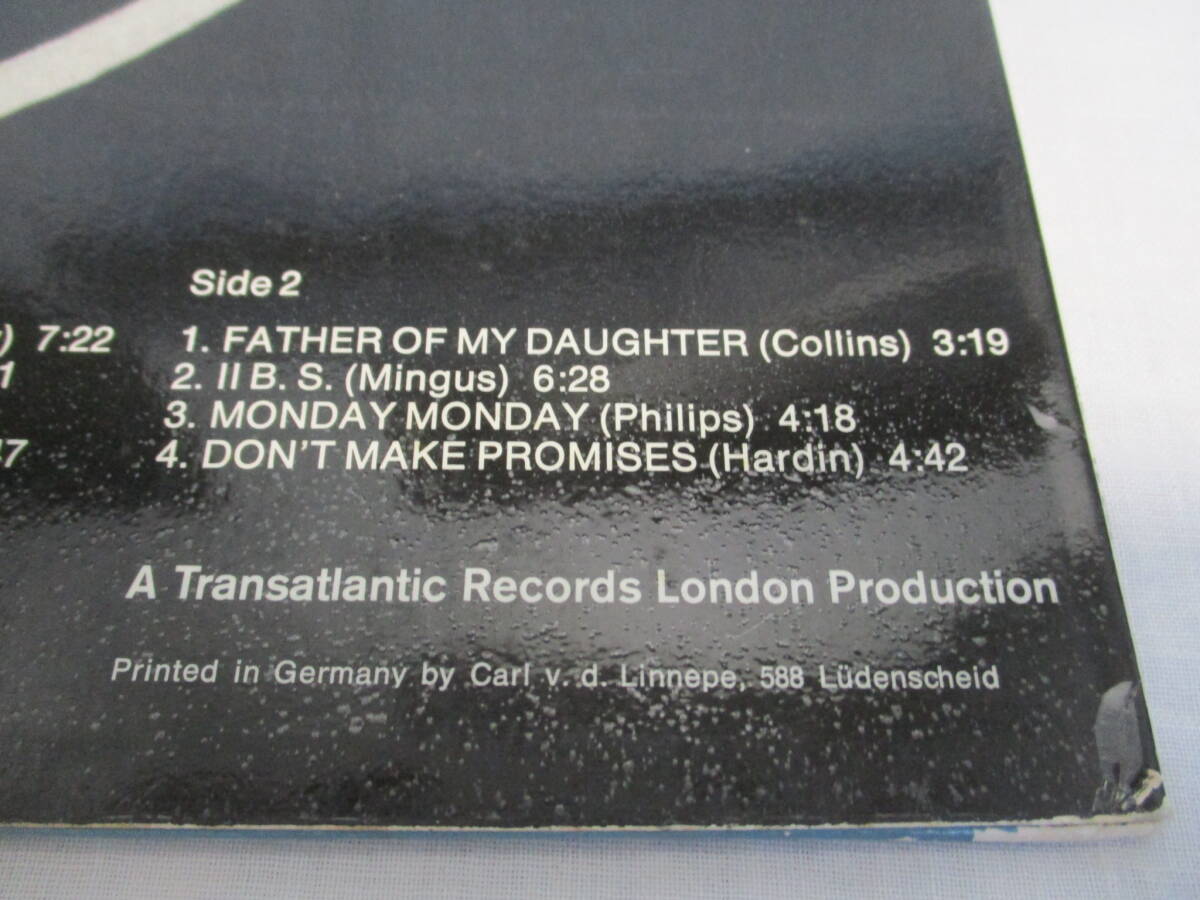 Side 2
7:22 1. FATHER OF MY DAUGHTER (Collins) 3:19
2. II B. S. (Mingus) 6:28
3. MONDAY MONDAY (Philips) 4:18
4. DON'T MAKE PROMISES (Hardin) 4:42
A Transatlantic Records London Production
Printed in Germany by Carl v. d. Linnepe, 588 Lüdenscheid